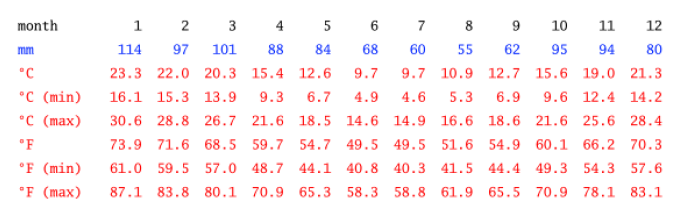 month 1 2 3 4 5 6 7 8 9 10 11 12
mm 114 97 101 88 84 68 60 55 62 95 94 80
°C 23.3 22.0 20.3 15.4 12.6 9.7 9.7 10.9 12.7 15.6 19.0 21.3
°C (min) 16.1 15.3 13.9 9.3 6.7 4.9 4.6 5.3 6.9 9.6 12.4 14.2
°C (max) 30.6 28.8 26.7 21.6 18.5 14.6 14.9 16.6 18.6 21.6 25.6 28.4
°F 73.9 71.6 68.5 59.7 54.7 49.5 49.5 51.6 54.9 60.1 66.2 70.3
°F (min) 61.0 59.5 57.0 48.7 44.1 40.8 40.3 41.5 44.4 49.3 54.3 57.6
°F (max) 87.1 83.8 80.1 70.9 65.3 58.3 58.8 61.9 65.5 70.9 78.1 83.1